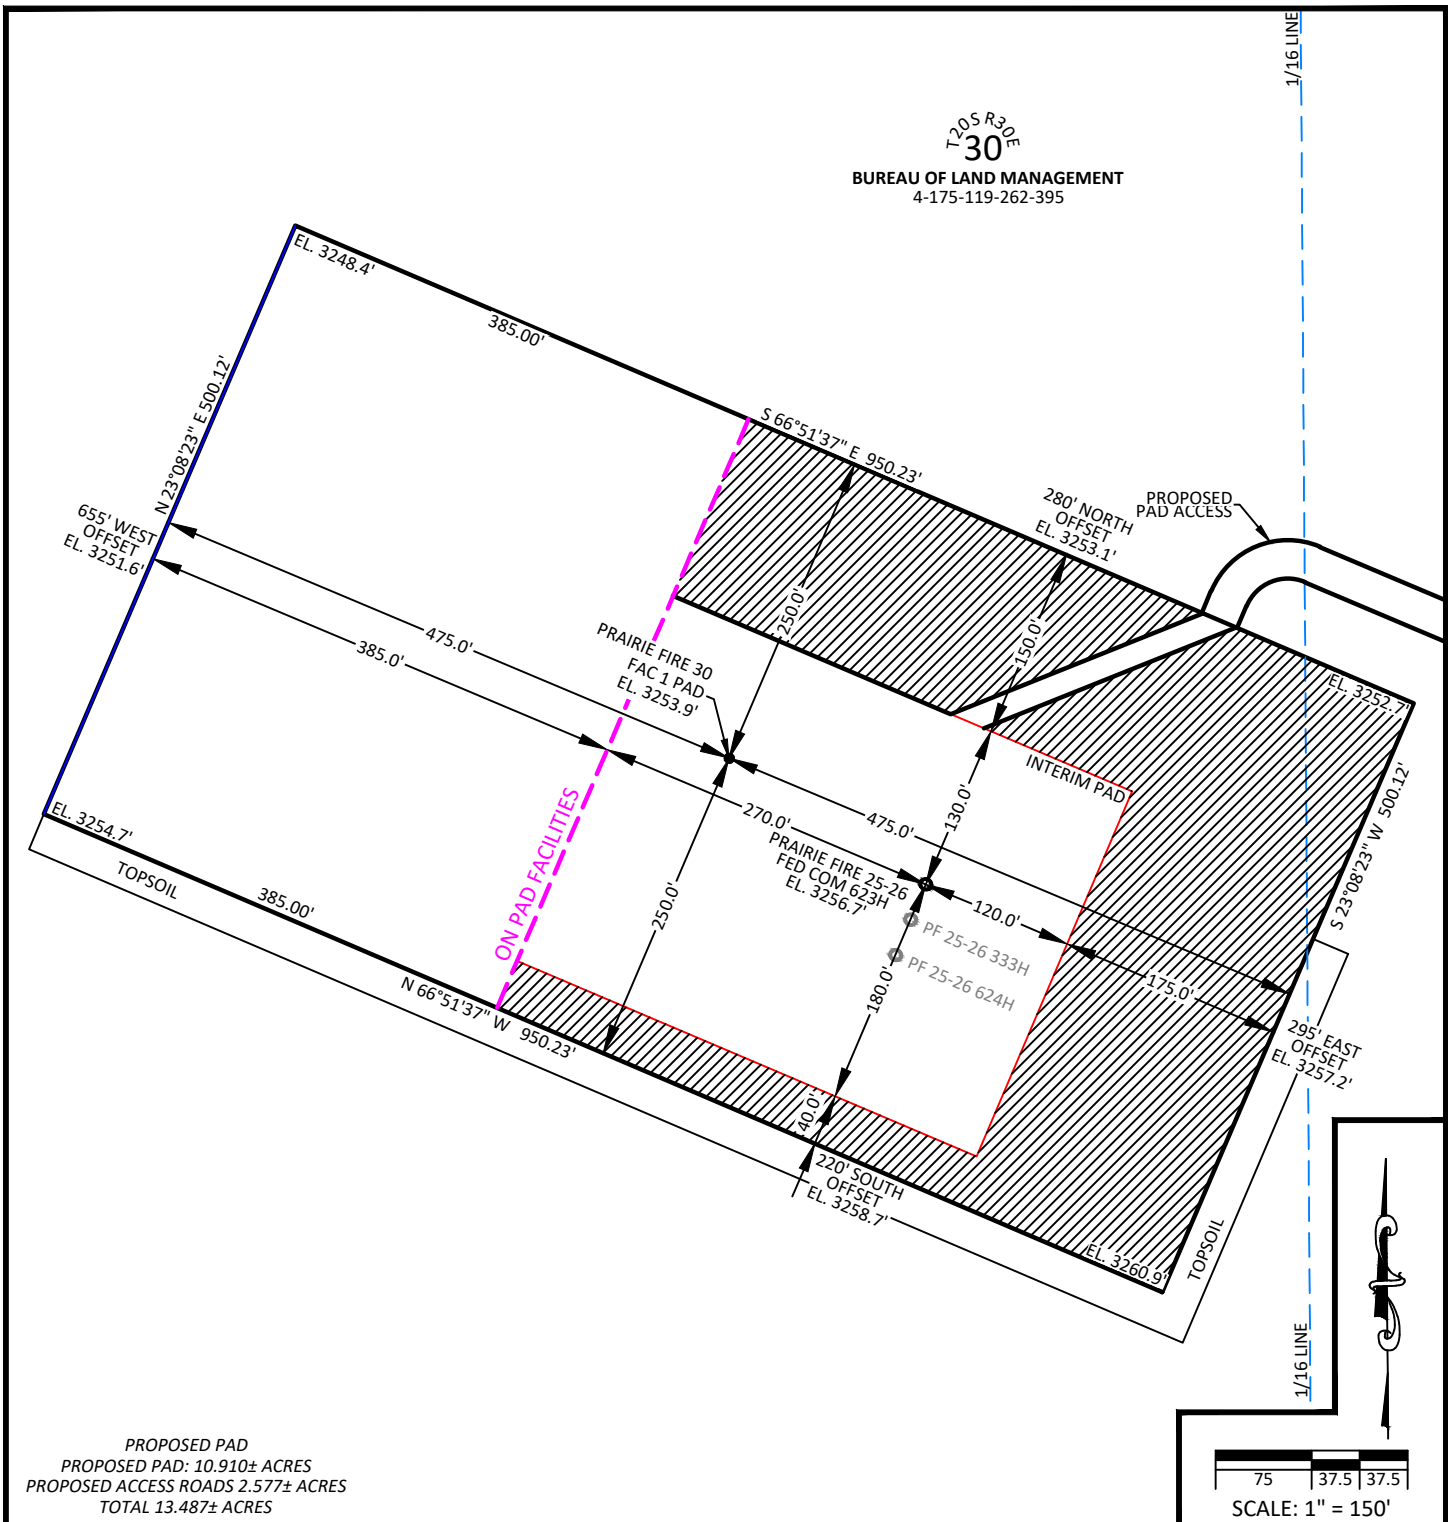 1/16 LINE
T20S R30E
30
BUREAU OF LAND MANAGEMENT
4-175-119-262-395
EL. 3248.4'
385.00'
N 23°08'23" E 500.12'
S 66°51'37" E 950.23'
280' NORTH
OFFSET
EL. 3253.1'
PROPOSED
PAD ACCESS
655' WEST
OFFSET
EL. 3251.6'
250.0'
150.0'
475.0'
385.0'
PRAIRIE FIRE 30
FAC 1 PAD
EL. 3253.9'
EL. 3252.7'
INTERIM PAD
S 23°08'23" W 500.12'
EL. 3254.7'
TOPSOIL
385.00'
ON PAD FACILITIES
270.0'
475.0'
130.0'
PRAIRIE FIRE 25-26
FED COM 623H
EL. 3256.7'
250.0'
120.0'
PF 25-26 333H
PF 25-26 624H
180.0'
175.0'
N 66°51'37" W 950.23'
295' EAST
OFFSET
EL. 3257.2'
40.0'
220' SOUTH
OFFSET
EL. 3258.7'
EL. 3260.9'
TOPSOIL
1/16 LINE
PROPOSED PAD
PROPOSED PAD: 10.910± ACRES
PROPOSED ACCESS ROADS 2.577± ACRES
TOTAL 13.487± ACRES
75 37.5 37.5
SCALE: 1" = 150'